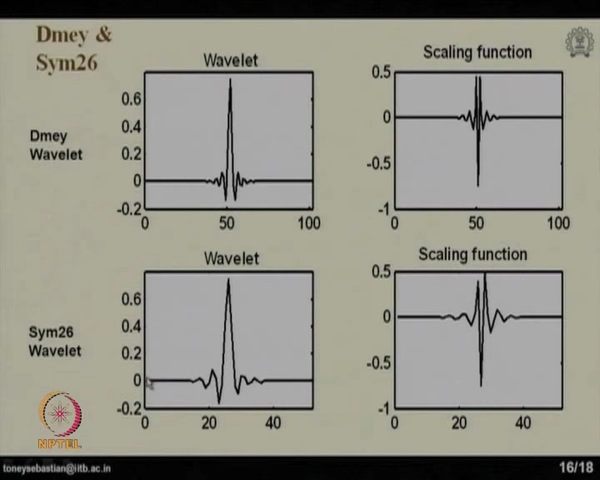 Dmey &
Sym26
Wavelet
Scaling function
Dmey
Wavelet
0.6
0.4
0.2
0
-0.2
0
50
100
0.5
0
-0.5
-1
0
50
100
Wavelet
Scaling function
Sym26
Wavelet
0.6
0.4
0.2
0
-0.2
0
20
40
0.5
0
-0.5
-1
0
20
40
NPTEL
toneysebastian@iitb.ac.in
16/18